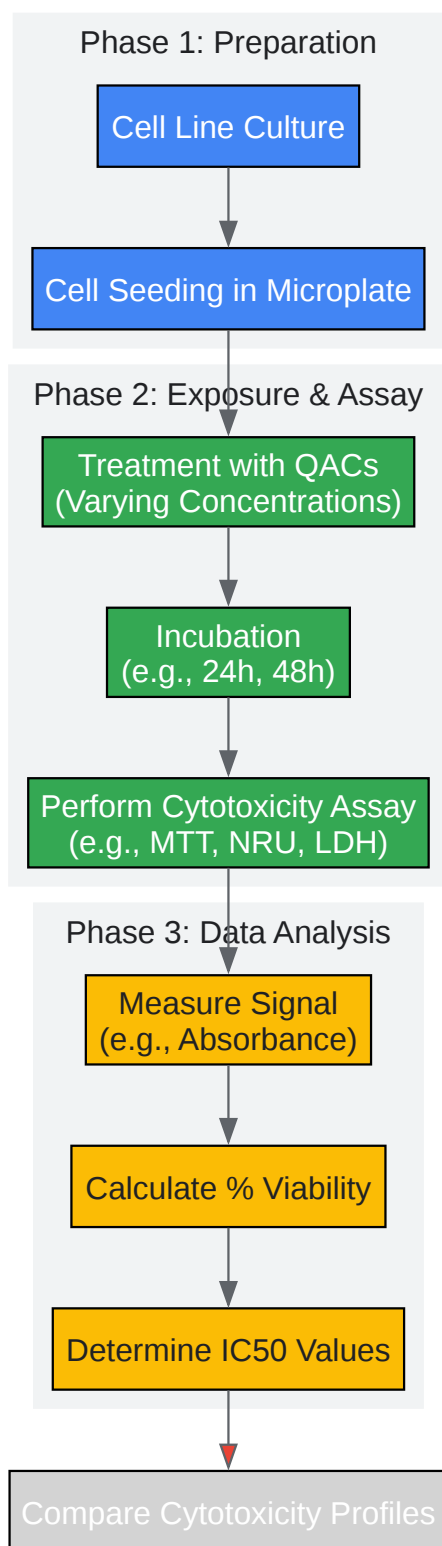 Phase 1: Preparation
Cell Line Culture
Cell Seeding in Microplate
Phase 2: Exposure & Assay
Treatment with QACs
(Varying Concentrations)
Incubation
(e.g., 24h, 48h)
Perform Cytotoxicity Assay
(e.g., MTT, NRU, LDH)
Phase 3: Data Analysis
Measure Signal
(e.g., Absorbance)
Calculate % Viability
Determine IC50 Values
Compare Cytotoxicity Profiles